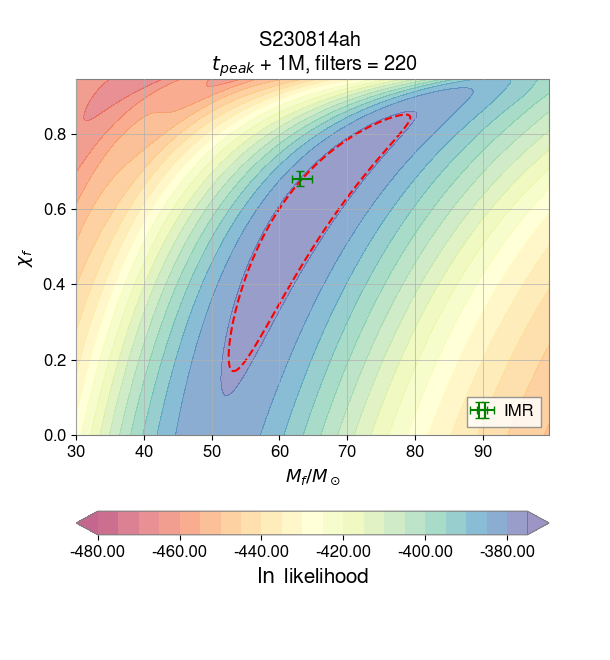 S230814ah
t_peak + 1M, filters = 220
χ_f
0.8
0.6
0.4
0.2
0.0
30 40 50 60 70 80 90
M_f/M_⊙
IMR
-480.00 -460.00 -440.00 -420.00 -400.00 -380.00
ln likelihood